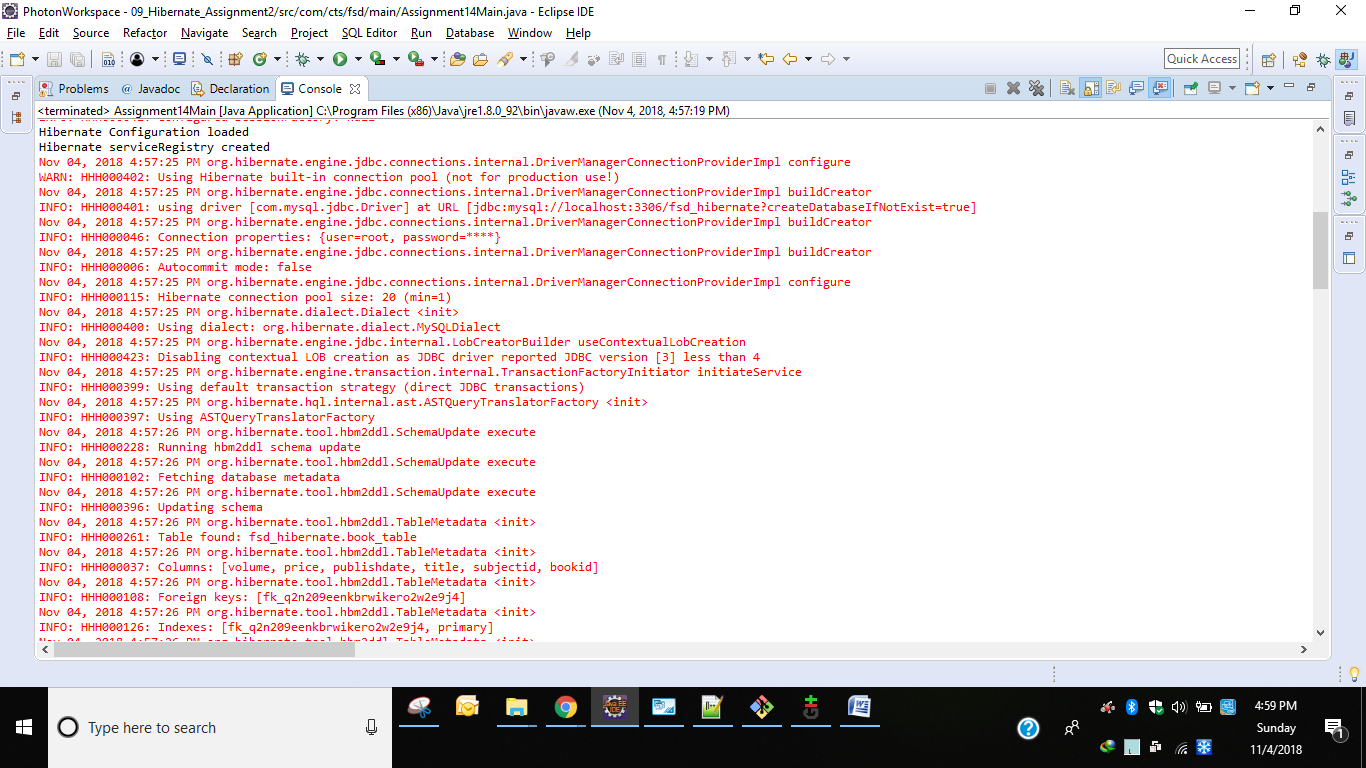 PhotonWorkspace - 09_Hibernate_Assignment2/src/com/cts/fsd/main/Assignment14Main.java - Eclipse IDE
File Edit Source Refactor Navigate Search Project SQL Editor Run Database Window Help
Quick Access
Problems @ Javadoc Declaration Console
<terminated> Assignment14Main [Java Application] C:\Program Files (x86)\Java\jre1.8.0_92\bin\javaw.exe (Nov 4, 2018, 4:57:19 PM)
Hibernate Configuration loaded
Hibernate serviceRegistry created
Nov 04, 2018 4:57:25 PM org.hibernate.engine.jdbc.connections.internal.DriverManagerConnectionProviderImpl configure
WARN: HHH000402: Using Hibernate built-in connection pool (not for production use!)
Nov 04, 2018 4:57:25 PM org.hibernate.engine.jdbc.connections.internal.DriverManagerConnectionProviderImpl buildCreator
INFO: HHH000401: using driver [com.mysql.jdbc.Driver] at URL [jdbc:mysql://localhost:3306/fsd_hibernate?createDatabaseIfNotExist=true]
Nov 04, 2018 4:57:25 PM org.hibernate.engine.jdbc.connections.internal.DriverManagerConnectionProviderImpl buildCreator
INFO: HHH000046: Connection properties: {user=root, password=****}
Nov 04, 2018 4:57:25 PM org.hibernate.engine.jdbc.connections.internal.DriverManagerConnectionProviderImpl buildCreator
INFO: HHH000006: Autocommit mode: false
Nov 04, 2018 4:57:25 PM org.hibernate.engine.jdbc.connections.internal.DriverManagerConnectionProviderImpl configure
INFO: HHH000115: Hibernate connection pool size: 20 (min=1)
Nov 04, 2018 4:57:25 PM org.hibernate.dialect.Dialect <init>
INFO: HHH000400: Using dialect: org.hibernate.dialect.MySQLDialect
Nov 04, 2018 4:57:25 PM org.hibernate.engine.jdbc.internal.LobCreatorBuilder useContextualLobCreation
INFO: HHH000423: Disabling contextual LOB creation as JDBC driver reported JDBC version [3] less than 4
Nov 04, 2018 4:57:25 PM org.hibernate.engine.transaction.internal.TransactionFactoryInitiator initiateService
INFO: HHH000399: Using default transaction strategy (direct JDBC transactions)
Nov 04, 2018 4:57:25 PM org.hibernate.hql.internal.ast.ASTQueryTranslatorFactory <init>
INFO: HHH000397: Using ASTQueryTranslatorFactory
Nov 04, 2018 4:57:26 PM org.hibernate.tool.hbm2ddl.SchemaUpdate execute
INFO: HHH000228: Running hbm2ddl schema update
Nov 04, 2018 4:57:26 PM org.hibernate.tool.hbm2ddl.SchemaUpdate execute
INFO: HHH000102: Fetching database metadata
Nov 04, 2018 4:57:26 PM org.hibernate.tool.hbm2ddl.SchemaUpdate execute
INFO: HHH000396: Updating schema
Nov 04, 2018 4:57:26 PM org.hibernate.tool.hbm2ddl.TableMetadata <init>
INFO: HHH000261: Table found: fsd_hibernate.book_table
Nov 04, 2018 4:57:26 PM org.hibernate.tool.hbm2ddl.TableMetadata <init>
INFO: HHH000037: Columns: [volume, price, publishdate, title, subjectid, bookid]
Nov 04, 2018 4:57:26 PM org.hibernate.tool.hbm2ddl.TableMetadata <init>
INFO: HHH000108: Foreign keys: [fk_q2n209eenkbrwikero2w2e9j4]
Nov 04, 2018 4:57:26 PM org.hibernate.tool.hbm2ddl.TableMetadata <init>
INFO: HHH000126: Indexes: [fk_q2n209eenkbrwikero2w2e9j4, primary]
Nov 04, 2018 4:57:26 PM org.hibernate.tool.hbm2ddl.TableMetadata <init>
Type here to search
4:59 PM
Sunday
11/4/2018